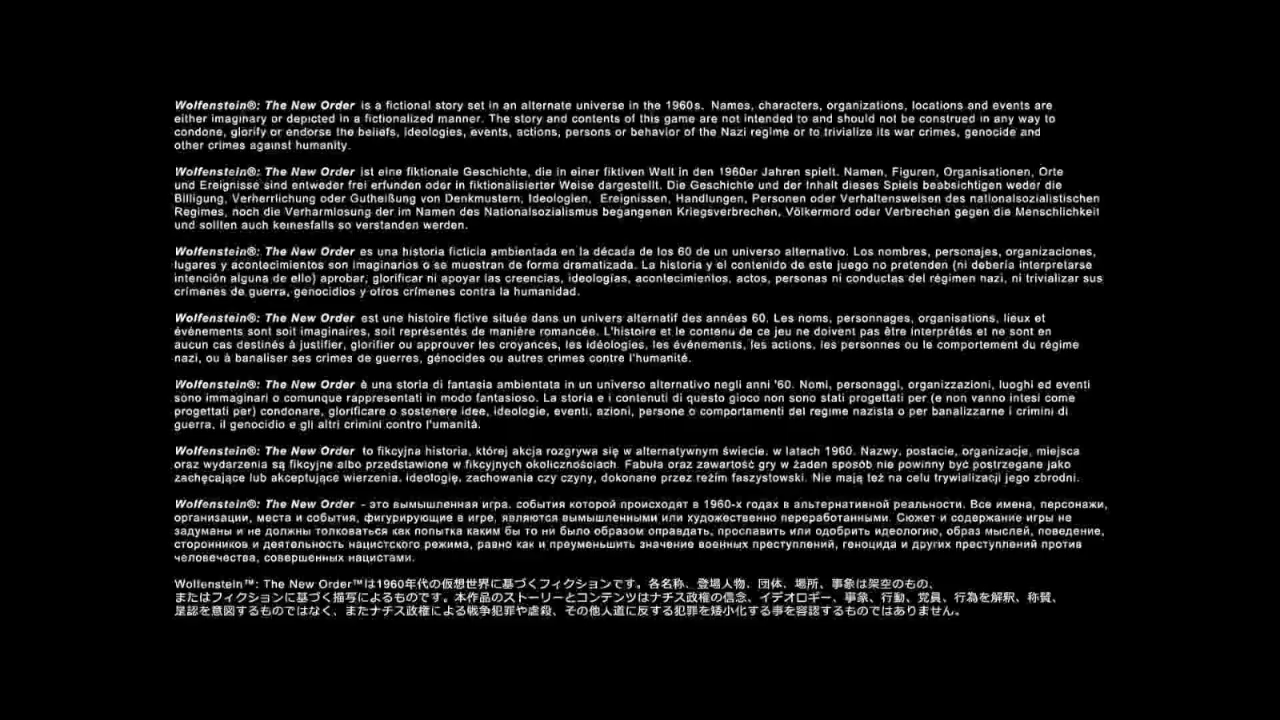 Wolfenstein®: The New Order is a fictional story set in an alternate universe in the 1960s. Names, characters, organizations, locations and events are
either imaginary or depicted in a fictionalized manner. The story and contents of this game are not intended to and should not be construed in any way to
condone, glorify or endorse the beliefs, ideologies, events, actions, persons or behavior of the Nazi regime or to trivialize its war crimes, genocide and
other crimes against humanity.
Wolfenstein®: The New Order ist eine fiktionale Geschichte, die in einer fiktiven Welt in den 1960er Jahren spielt. Namen, Figuren, Organisationen, Orte
und Ereignisse sind entweder frei erfunden oder in fiktionalisierter Weise dargestellt. Die Geschichte und der Inhalt dieses Spiels beabsichtigen weder die
Billigung, Verherrlichung oder Gutheißung von Denkmustern, Ideologien, Ereignissen, Handlungen, Personen oder Verhaltensweisen des nationalsozialistischen
Regimes, noch die Verharmlosung der im Namen des Nationalsozialismus begangenen Kriegsverbrechen, Völkermord oder Verbrechen gegen die Menschlichkeit
und sollten auch keinesfalls so verstanden werden.
Wolfenstein®: The New Order es una historia ficticia ambientada en la década de los 60 de un universo alternativo. Los nombres, personajes, organizaciones,
lugares y acontecimientos son imaginarios o se muestran de forma dramatizada. La historia y el contenido de este juego no pretenden (ni debería interpretarse
intención alguna de ello) aprobar, glorificar ni apoyar las creencias, ideologías, acontecimientos, actos, personas ni conductas del régimen nazi, ni trivializar sus
crímenes de guerra, genocidios y otros crímenes contra la humanidad.
Wolfenstein®: The New Order est une histoire fictive située dans un univers alternatif des années 60. Les noms, personnages, organisations, lieux et
évènements sont soit imaginaires, soit représentés de manière romancée. L'histoire et le contenu de ce jeu ne doivent pas être interprétés et ne sont en
aucun cas destinés à justifier, glorifier ou approuver les croyances, les idéologies, les événements, les actions, les personnes ou le comportement du régime
nazi, ou à banaliser ses crimes de guerres, génocides ou autres crimes contre l'humanité.
Wolfenstein®: The New Order è una storia di fantasia ambientata in un universo alternativo negli anni '60. Nomi, personaggi, organizzazioni, luoghi ed eventi
sono immaginari o comunque rappresentati in modo fantasioso. La storia e i contenuti di questo gioco non sono stati progettati per (e non vanno intesi come
progettati per) condonare, glorificare o sostenere idee, ideologie, eventi, azioni, persone o comportamenti del regime nazista o per banalizzarne i crimini di
guerra, il genocidio e gli altri crimini contro l'umanità.
Wolfenstein®: The New Order to fikcyjna historia, której akcja rozgrywa się w alternatywnym świecie. w latach 1960. Nazwy, postacie, organizacje, miejsca
oraz wydarzenia są fikcyjne albo przedstawione w fikcyjnych okolicznościach. Fabuła oraz zawartość gry w żaden sposób nie powinny być postrzegane jako
zachęcające lub akceptujące wierzenia. ideologię, zachowania czy czyny, dokonane przez reżim faszystowski. Nie mają też na celu trywializacji jego zbrodni.
Wolfenstein®: The New Order - это вымышленная игра. события которой происходят в 1960-х годах в альтернативной реальности. Все имена, персонажи,
организации, места и события, фигурирующие в игре, являются вымышленными или художественно переработанными. Сюжет и содержание игры не
задуманы и не должны толковаться как попытка каким бы то ни было образом оправдать, прославить или одобрить идеологию, образ мыслей, поведение,
сторонников и деятельность нацистского режима, равно как и преуменьшить значение военных преступлений, геноцида и других преступлений против
человечества, совершенных нацистами.
Wolfenstein™: The New Order™は1960年代の仮想世界に基づくフィクションです。各名称、登場人物、団体、場所、事象は架空のもの、
またはフィクションに基づく描写によるものです。本作品のストーリーとコンテンツはナチス政権の信念、イデオロギー、事象、行動、党員、行為を解釈、称賛、
是認を意図するものではなく、またナチス政権による戦争犯罪や虐殺、その他人道に反する犯罪を矮小化する事を容認するものではありません。